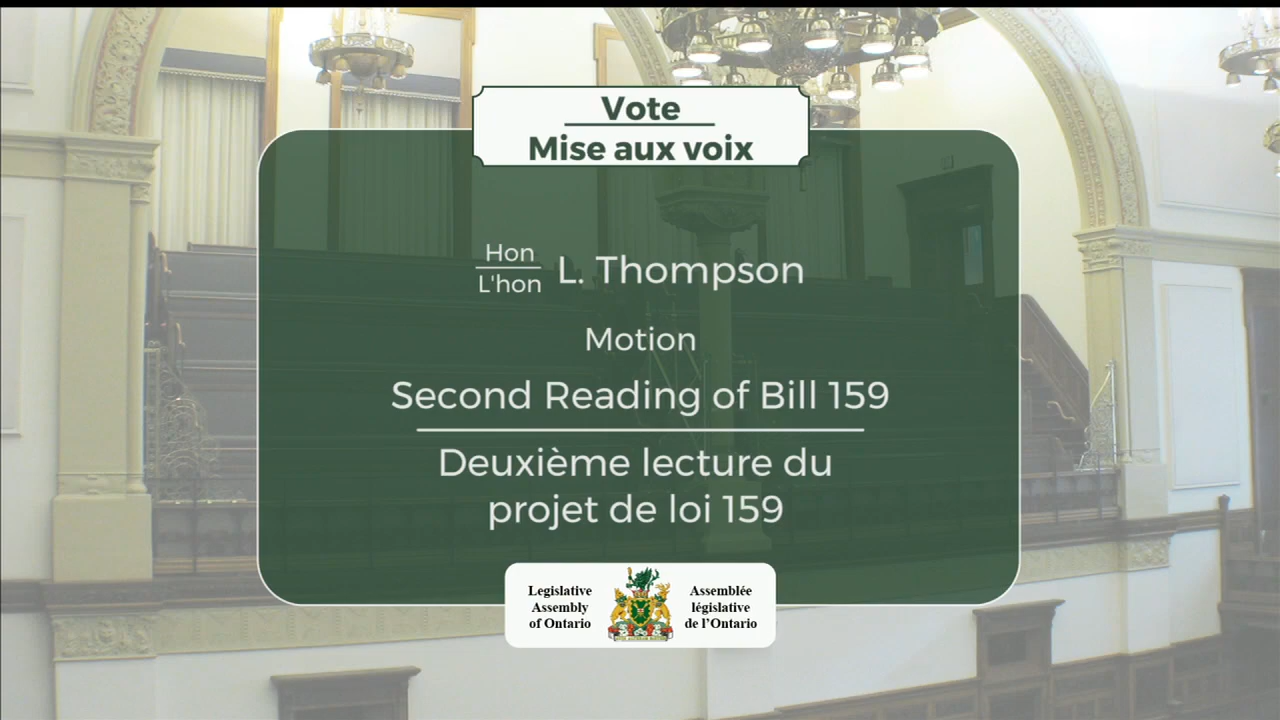 Vote
Mise aux voix
Hon
L'hon
L. Thompson
Motion
Second Reading of Bill 159
Deuxième lecture du
projet de loi 159
Legislative
Assembly
of Ontario
Assemblée
législative
de l'Ontario